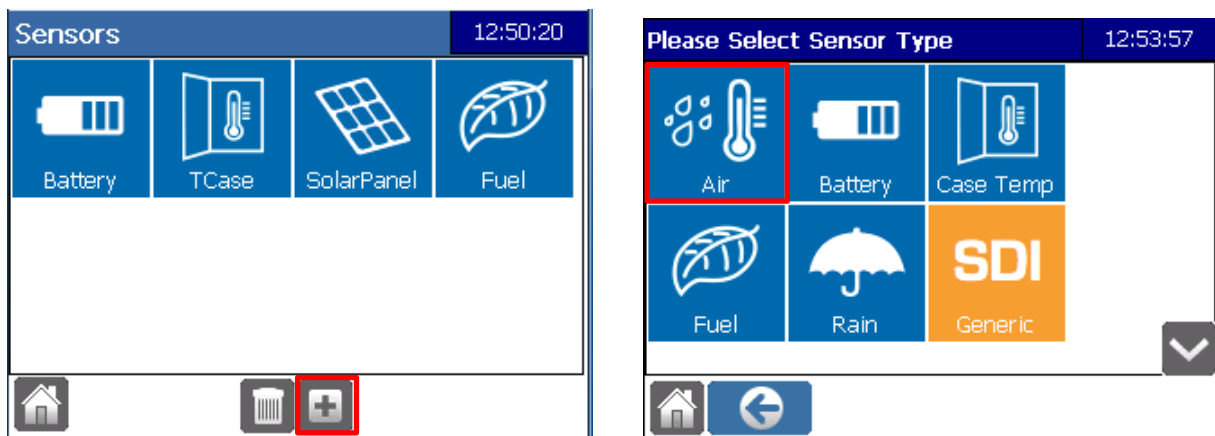 Sensors 12:50:20
Battery TCase SolarPanel Fuel
Please Select Sensor Type 12:53:57
Air Battery Case Temp
SDI
Fuel Rain Generic